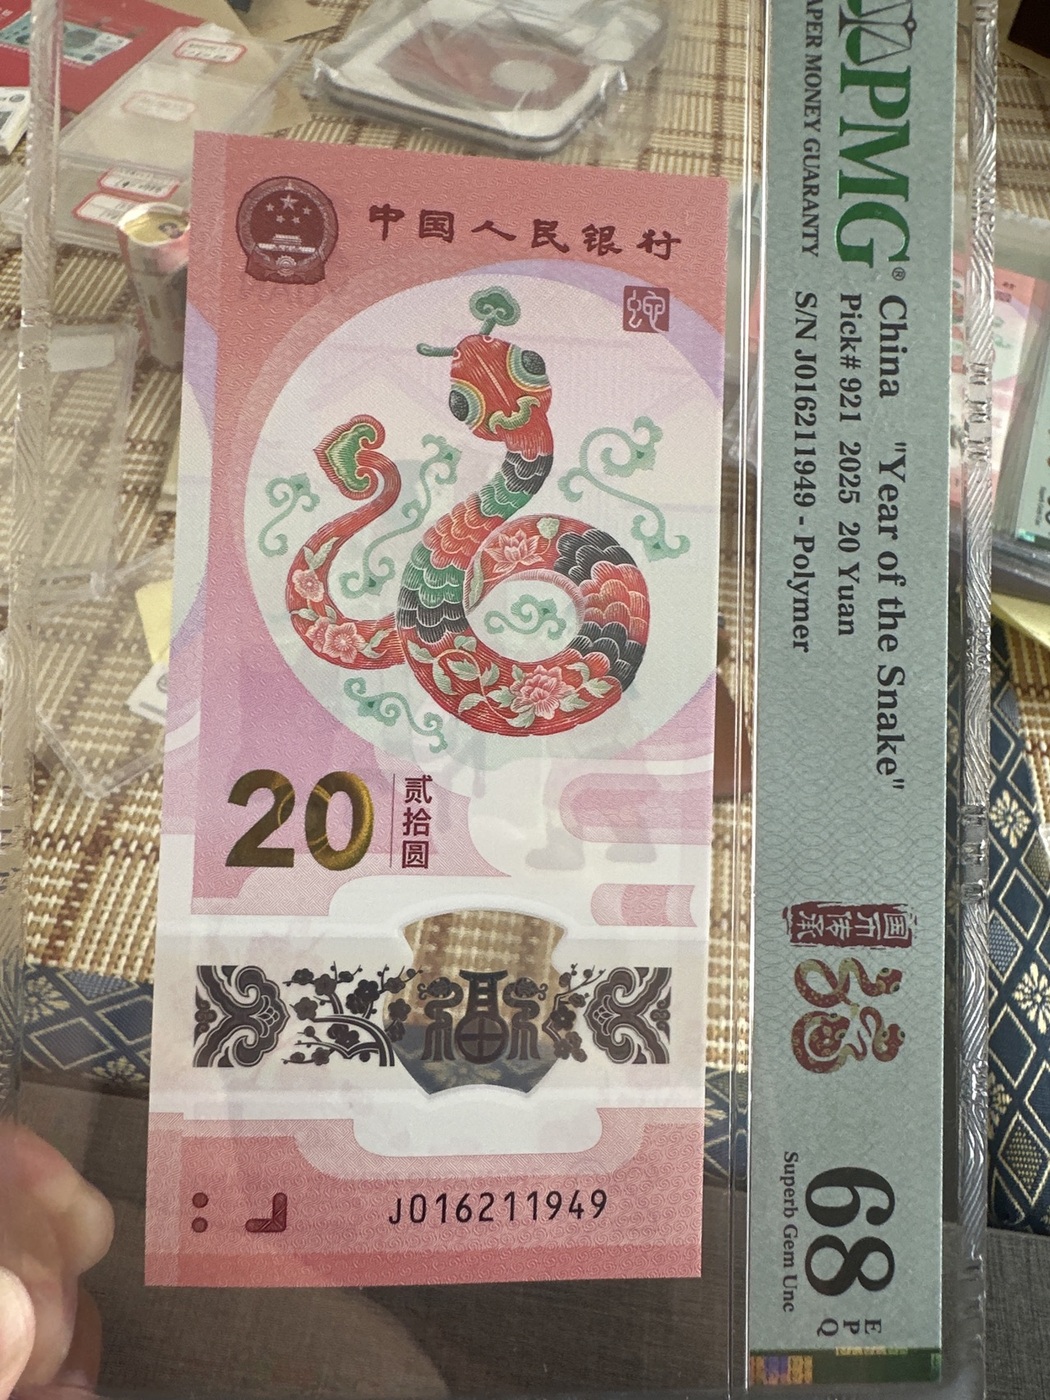 中国人民银行
蛇
20
贰拾圆
J016211949
PMG®
PAPER MONEY GUARANTY
China "Year of the Snake"
Pick# 921 2025 20 Yuan
S/N J016211949 - Polymer
68 EPQ
Superb Gem Unc